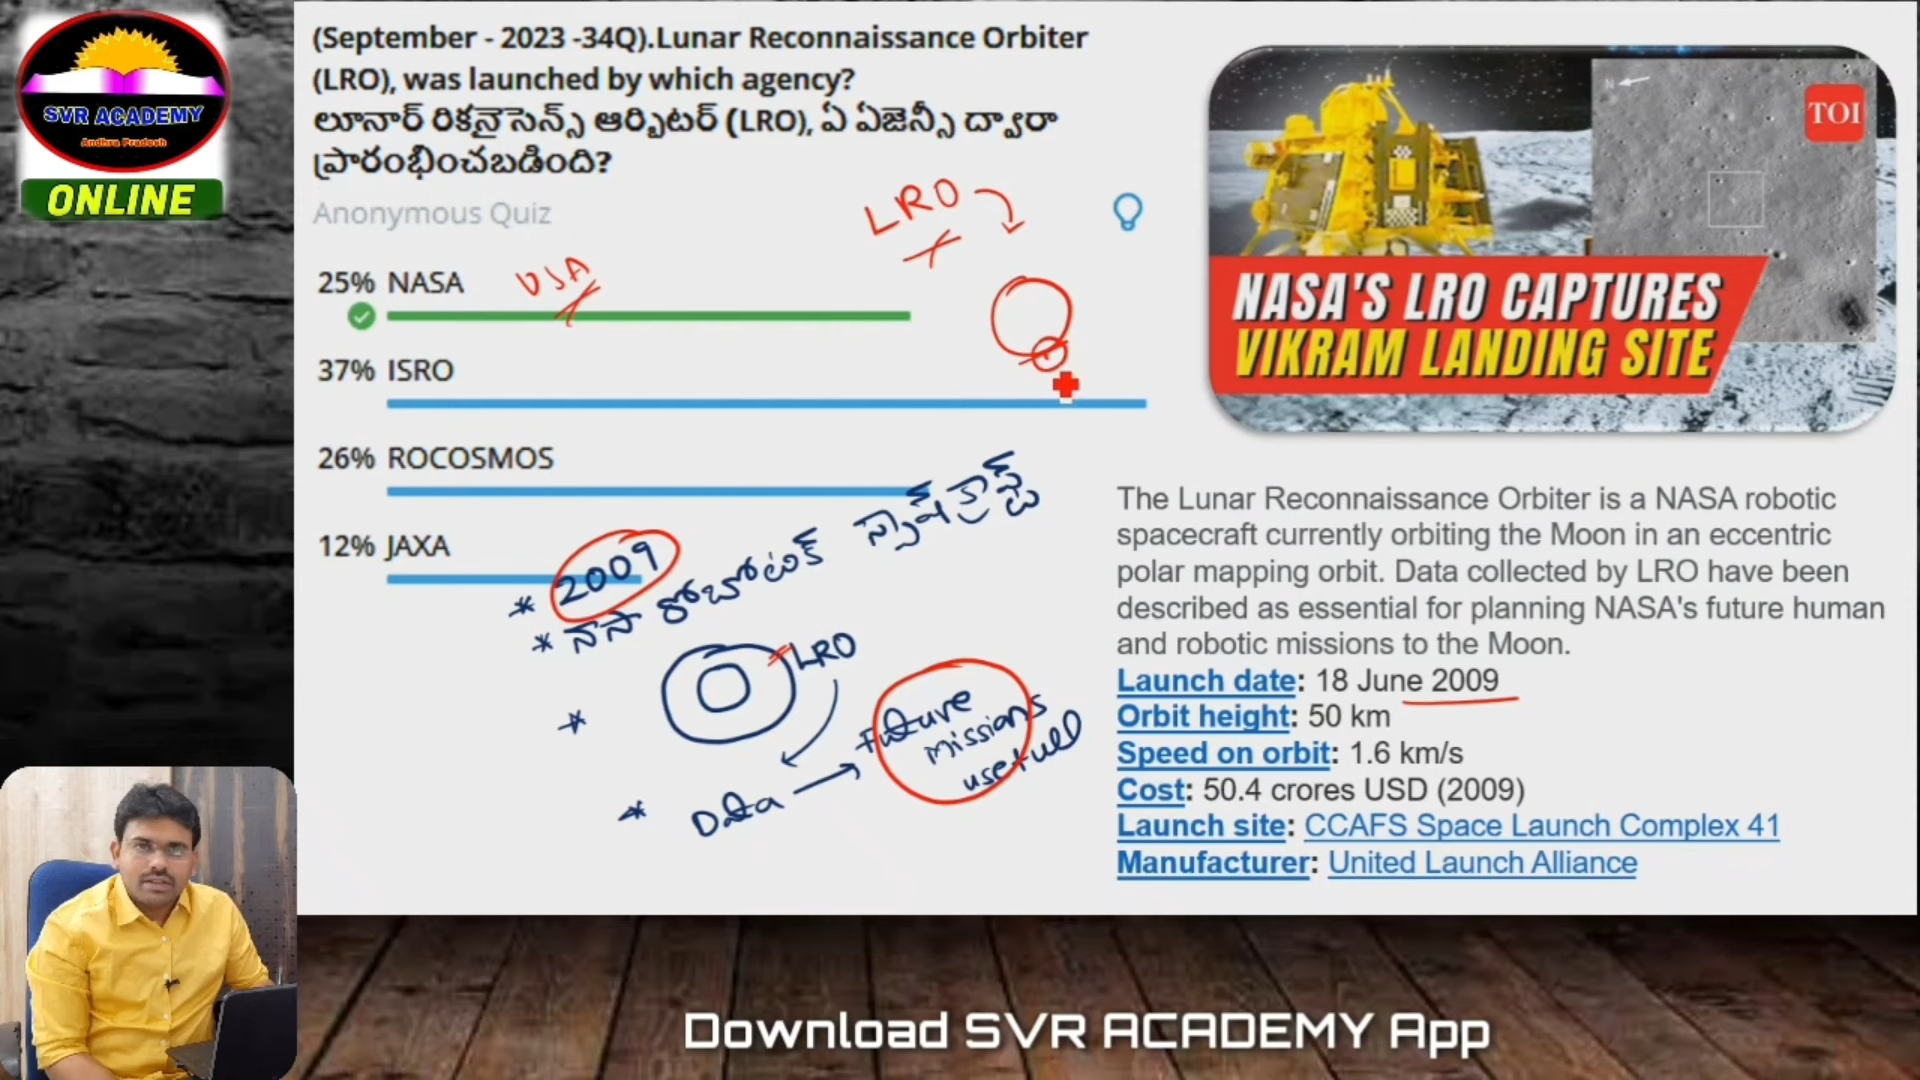 SVR ACADEMY
Andhra Pradesh
ONLINE
(September - 2023 -34Q).Lunar Reconnaissance Orbiter
(LRO), was launched by which agency?
లూనార్ రికనైసెన్స్ ఆర్బిటర్ (LRO), ఏ ఏజెన్సీ ద్వారా
ప్రారంభించబడింది?
Anonymous Quiz
LRO
25% NASA
USA
37% ISRO
26% ROCOSMOS
12% JAXA
* 2009
* నాసా రోబోటిక్ స్పేష్ క్రాఫ్ట్
* LRO
* Data
Future
missions
usefull
TOI
NASA'S LRO CAPTURES
VIKRAM LANDING SITE
The Lunar Reconnaissance Orbiter is a NASA robotic
spacecraft currently orbiting the Moon in an eccentric
polar mapping orbit. Data collected by LRO have been
described as essential for planning NASA's future human
and robotic missions to the Moon.
Launch date: 18 June 2009
Orbit height: 50 km
Speed on orbit: 1.6 km/s
Cost: 50.4 crores USD (2009)
Launch site: CCAFS Space Launch Complex 41
Manufacturer: United Launch Alliance
Download SVR ACADEMY App